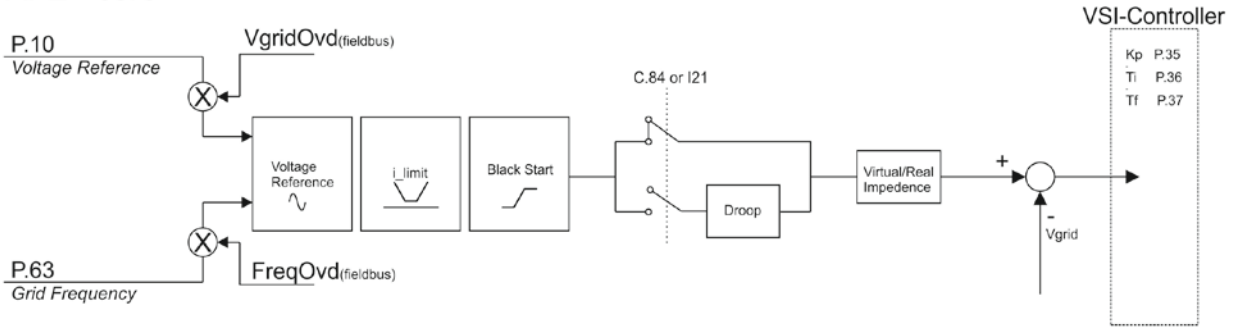 VSI-Controller
P.10
Voltage Reference
VgridOvd(fieldbus)
X
C.84 or I21
Kp P.35
Ti P.36
Tf P.37
Voltage
Reference
i_limit
Black Start
Droop
Virtual/Real
Impedence
+
-
Vgrid
X
P.63
Grid Frequency
FreqOvd(fieldbus)